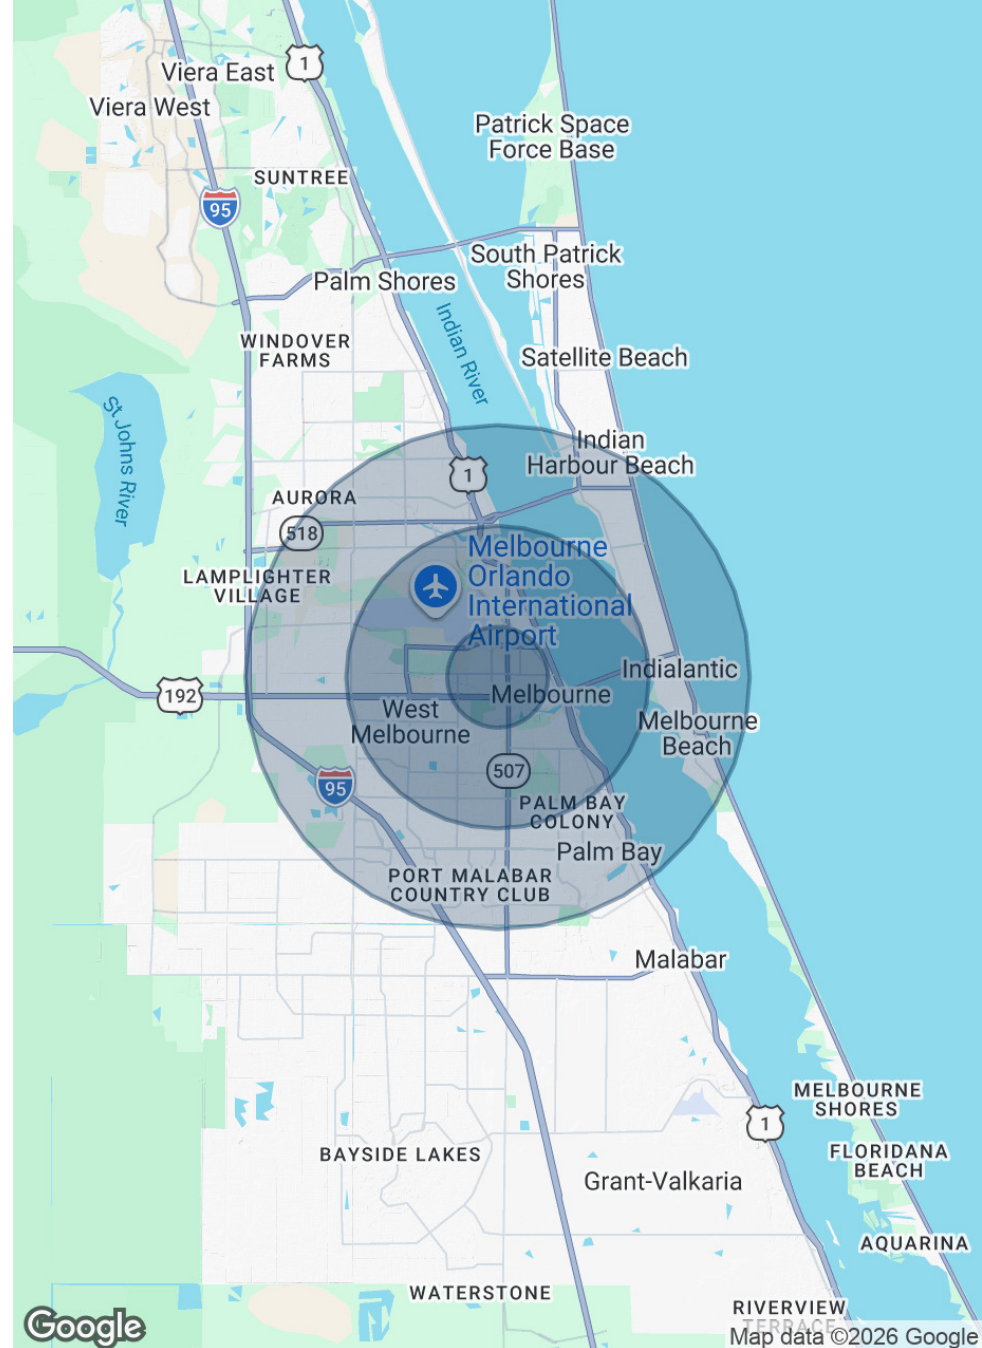 Viera East
1
Viera West
Patrick Space
Force Base
SUNTREE
95
South Patrick
Shores
Palm Shores
Indian River
WINDOVER
FARMS
Satellite Beach
St Johns River
Indian
Harbour Beach
1
AURORA
518
Melbourne
Orlando
International
Airport
LAMPLIGHTER
VILLAGE
Indialantic
192
Melbourne
West
Melbourne
Melbourne
Beach
507
95
PALM BAY
COLONY
Palm Bay
PORT MALABAR
COUNTRY CLUB
Malabar
MELBOURNE
SHORES
1
BAYSIDE LAKES
FLORIDANA
BEACH
Grant-Valkaria
AQUARINA
WATERSTONE
RIVERVIEW
TERRACE
Google
Map data ©2026 Google